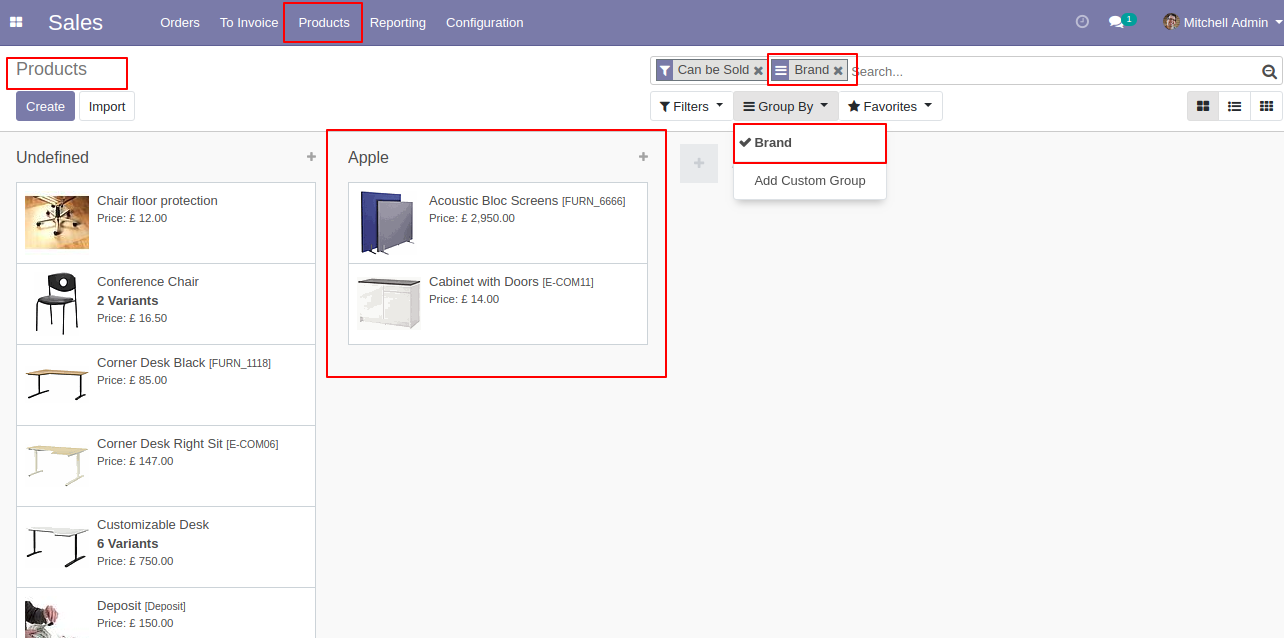 Sales Orders To Invoice Products Reporting Configuration 1 Mitchell Admin
Products
Can be Sold Brand Search...
Create Import
Filters Group By Favorites
Brand
Add Custom Group
Undefined
Chair floor protection
Price: £ 12.00
Conference Chair
2 Variants
Price: £ 16.50
Corner Desk Black [FURN_1118]
Price: £ 85.00
Corner Desk Right Sit [E-COM06]
Price: £ 147.00
Customizable Desk
6 Variants
Price: £ 750.00
Deposit [Deposit]
Price: £ 150.00
Apple
Acoustic Bloc Screens [FURN_6666]
Price: £ 2,950.00
Cabinet with Doors [E-COM11]
Price: £ 14.00